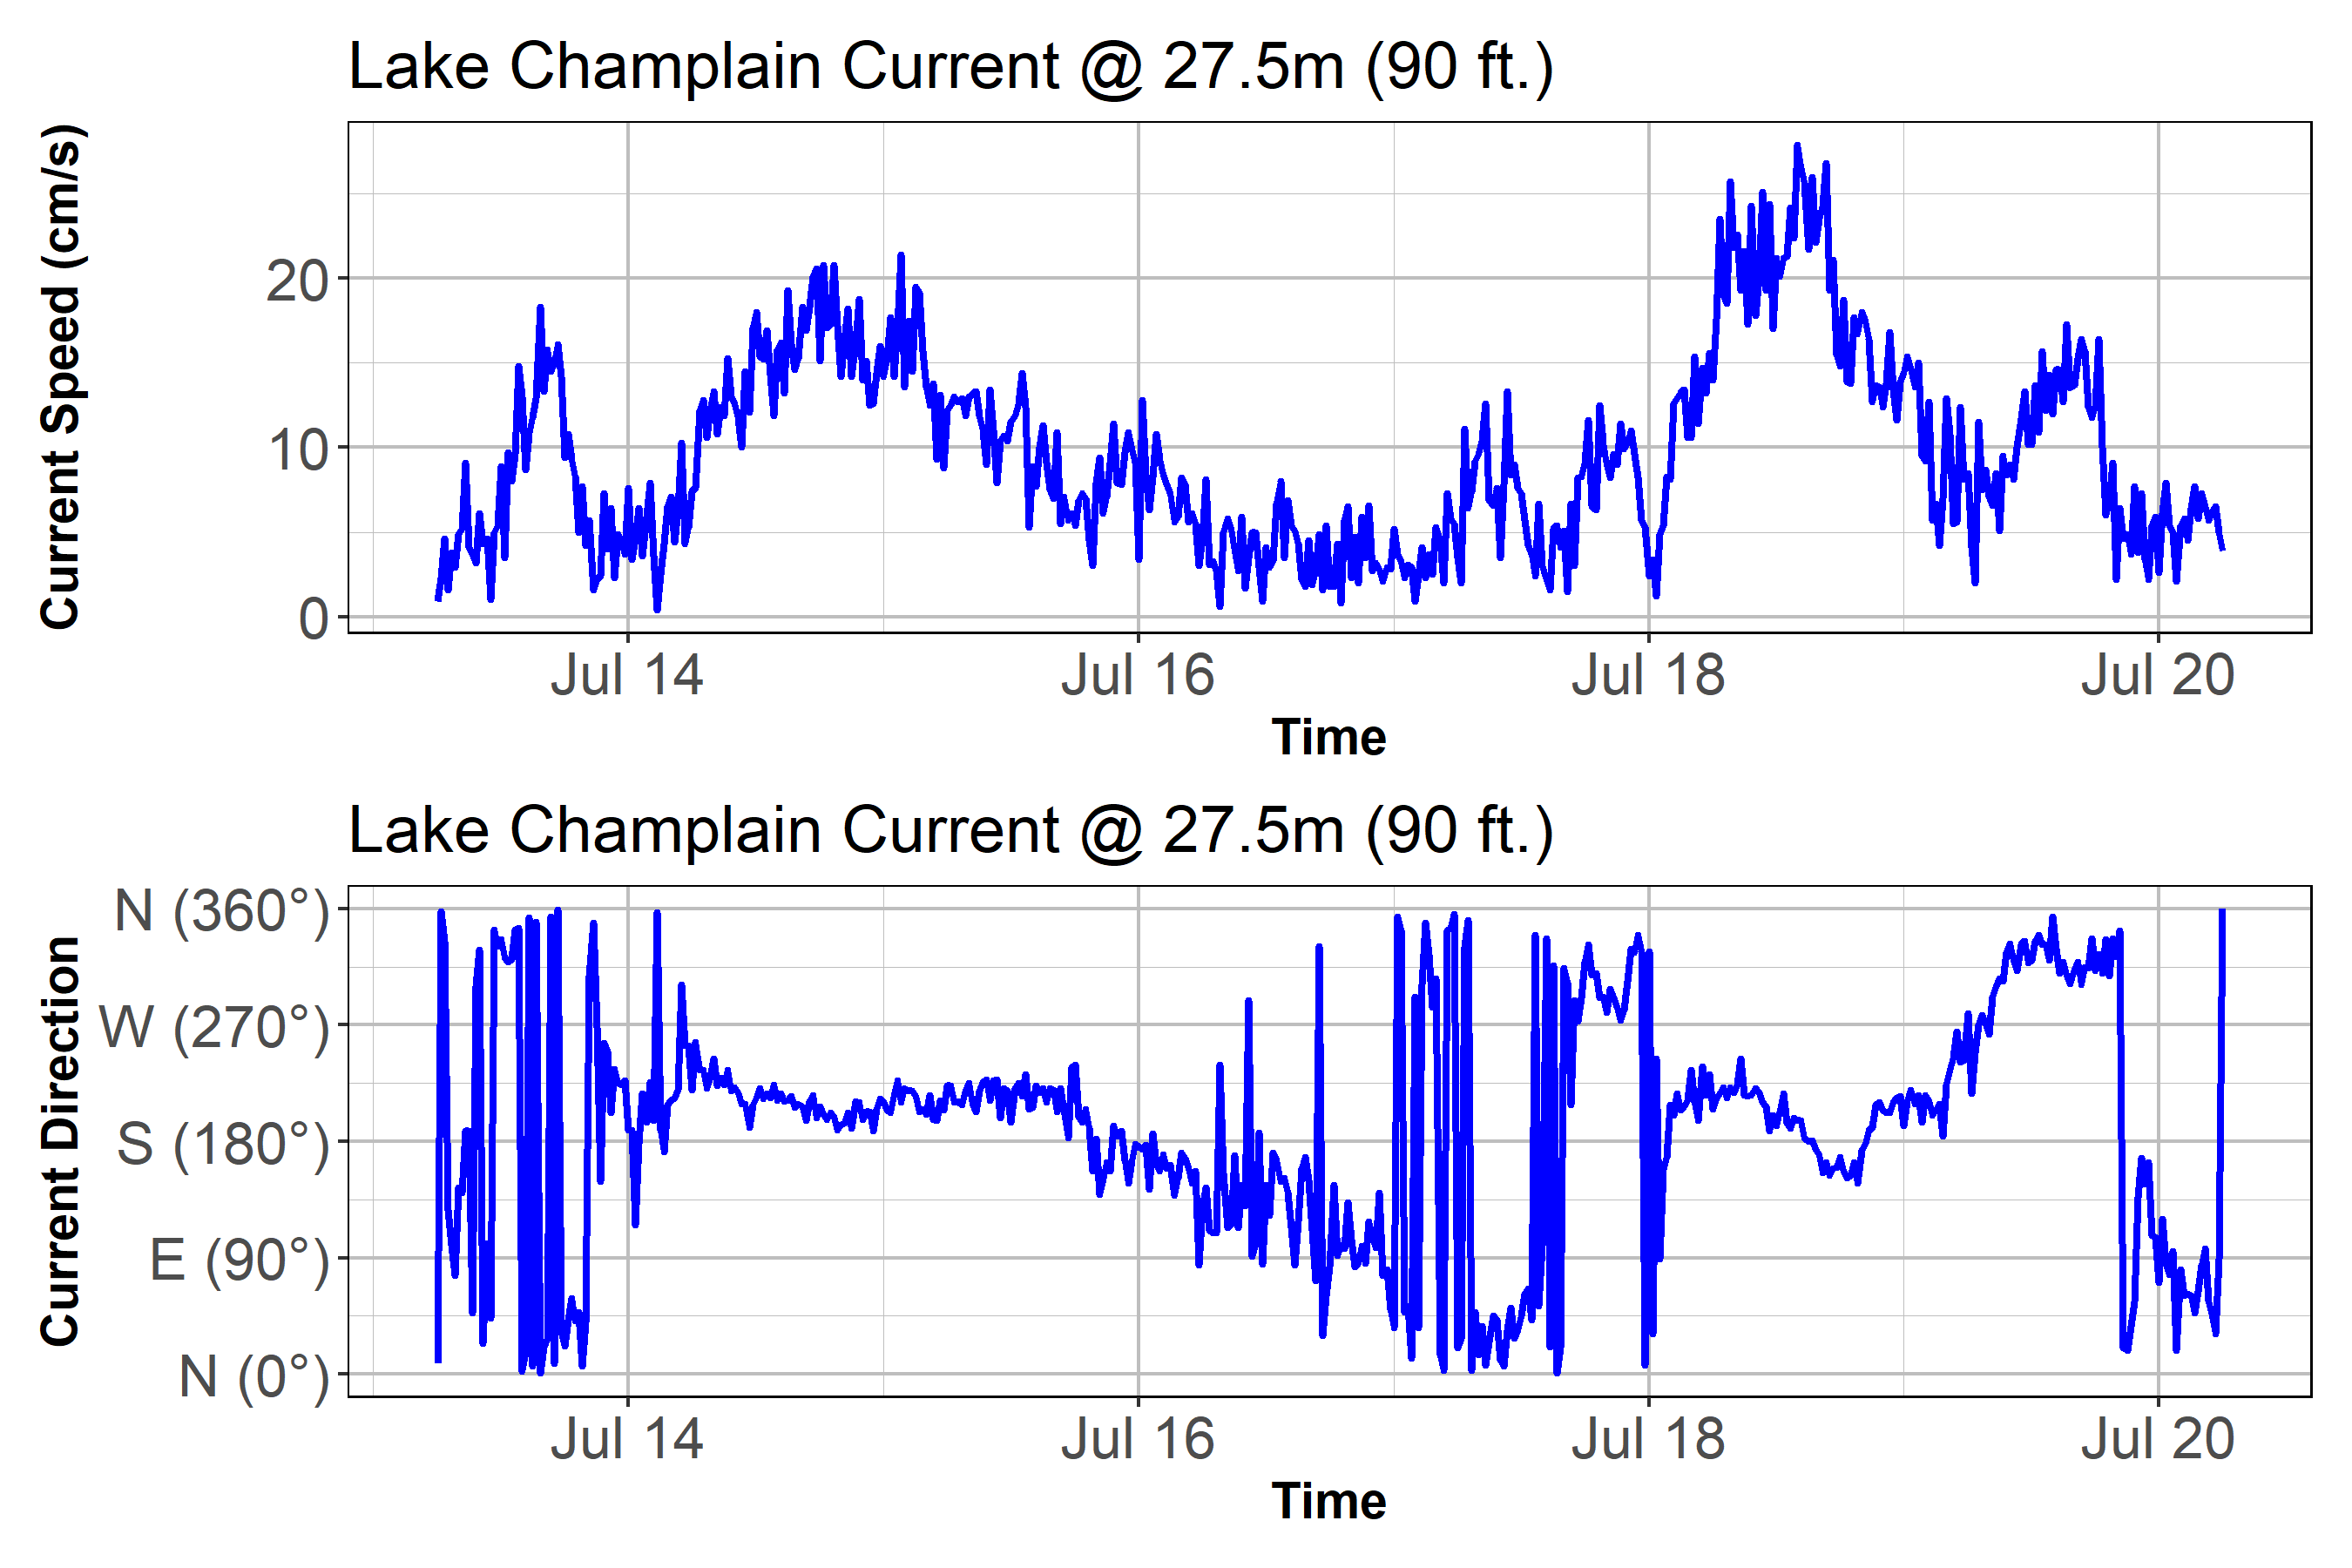 Lake Champlain Current @ 27.5m (90 ft.)
Current Speed (cm/s)
20
10
0
Jul 14 Jul 16 Jul 18 Jul 20
Time
Lake Champlain Current @ 27.5m (90 ft.)
Current Direction
N (360°)
W (270°)
S (180°)
E (90°)
N (0°)
Jul 14 Jul 16 Jul 18 Jul 20
Time